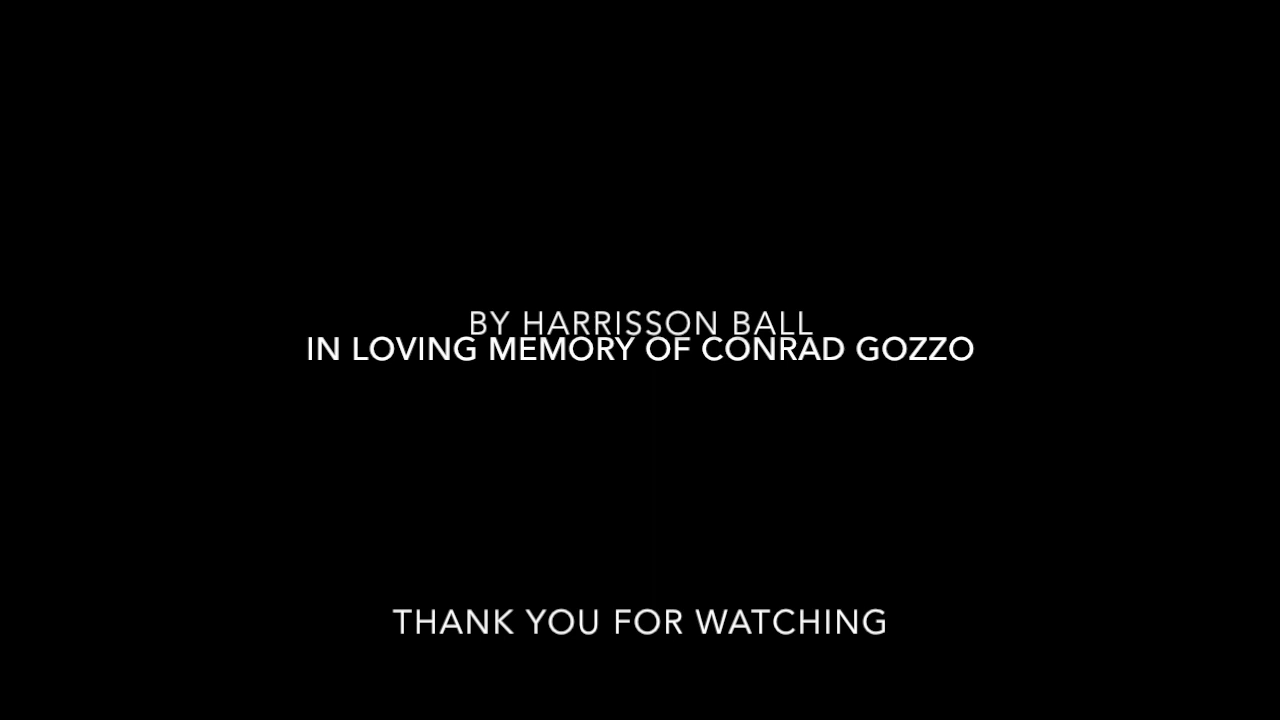 BY HARRISSON BALL
IN LOVING MEMORY OF CONRAD GOZZO
THANK YOU FOR WATCHING